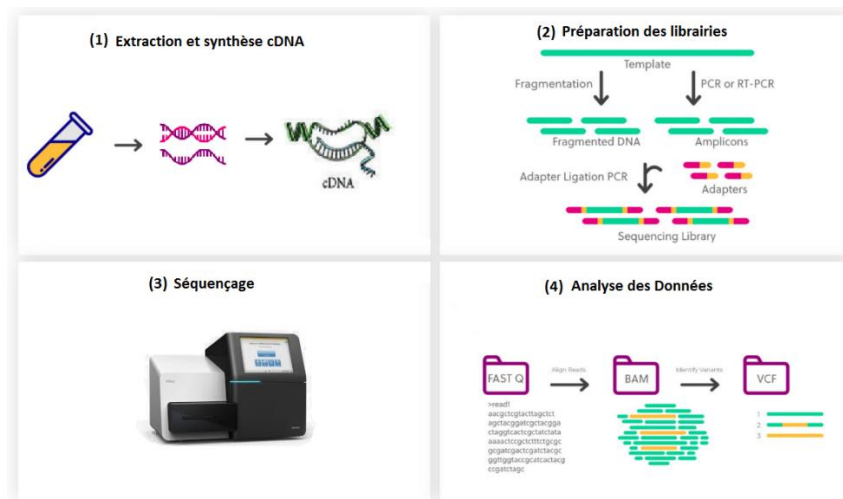 (1) Extraction et synthèse cDNA
cDNA
(2) Préparation des librairies
Template
Fragmentation
PCR or RT-PCR
Fragmented DNA
Amplicons
Adapter Ligation PCR
Adapters
Sequencing Library
(3) Séquençage
(4) Analyse des Données
FAST Q
Align Reads
BAM
Identify Variants
VCF
>read1
aacgctcgtacttagctct
agctacggatcgctacgga
ctaggtcactcgctatctata
aaaactccgctctttctgcgc
gcgatcgactcgatctacgc
ggttggtaccgcatcactacg
ccgatctagc
1
2
3